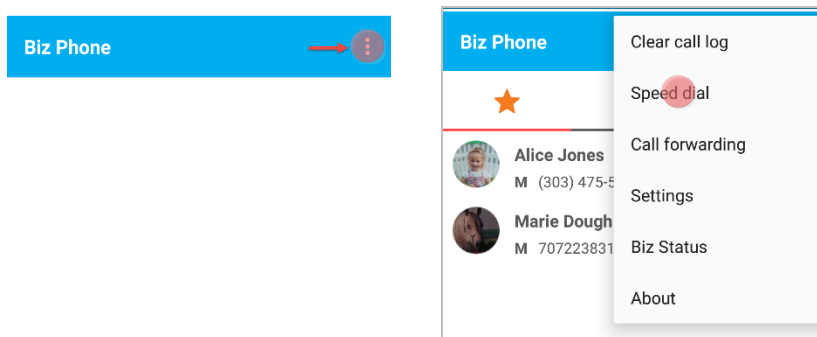 Biz Phone
Biz Phone
Clear call log
Speed dial
Call forwarding
Settings
Biz Status
About
Alice Jones
M (303) 475-5
Marie Dough
M 707223831